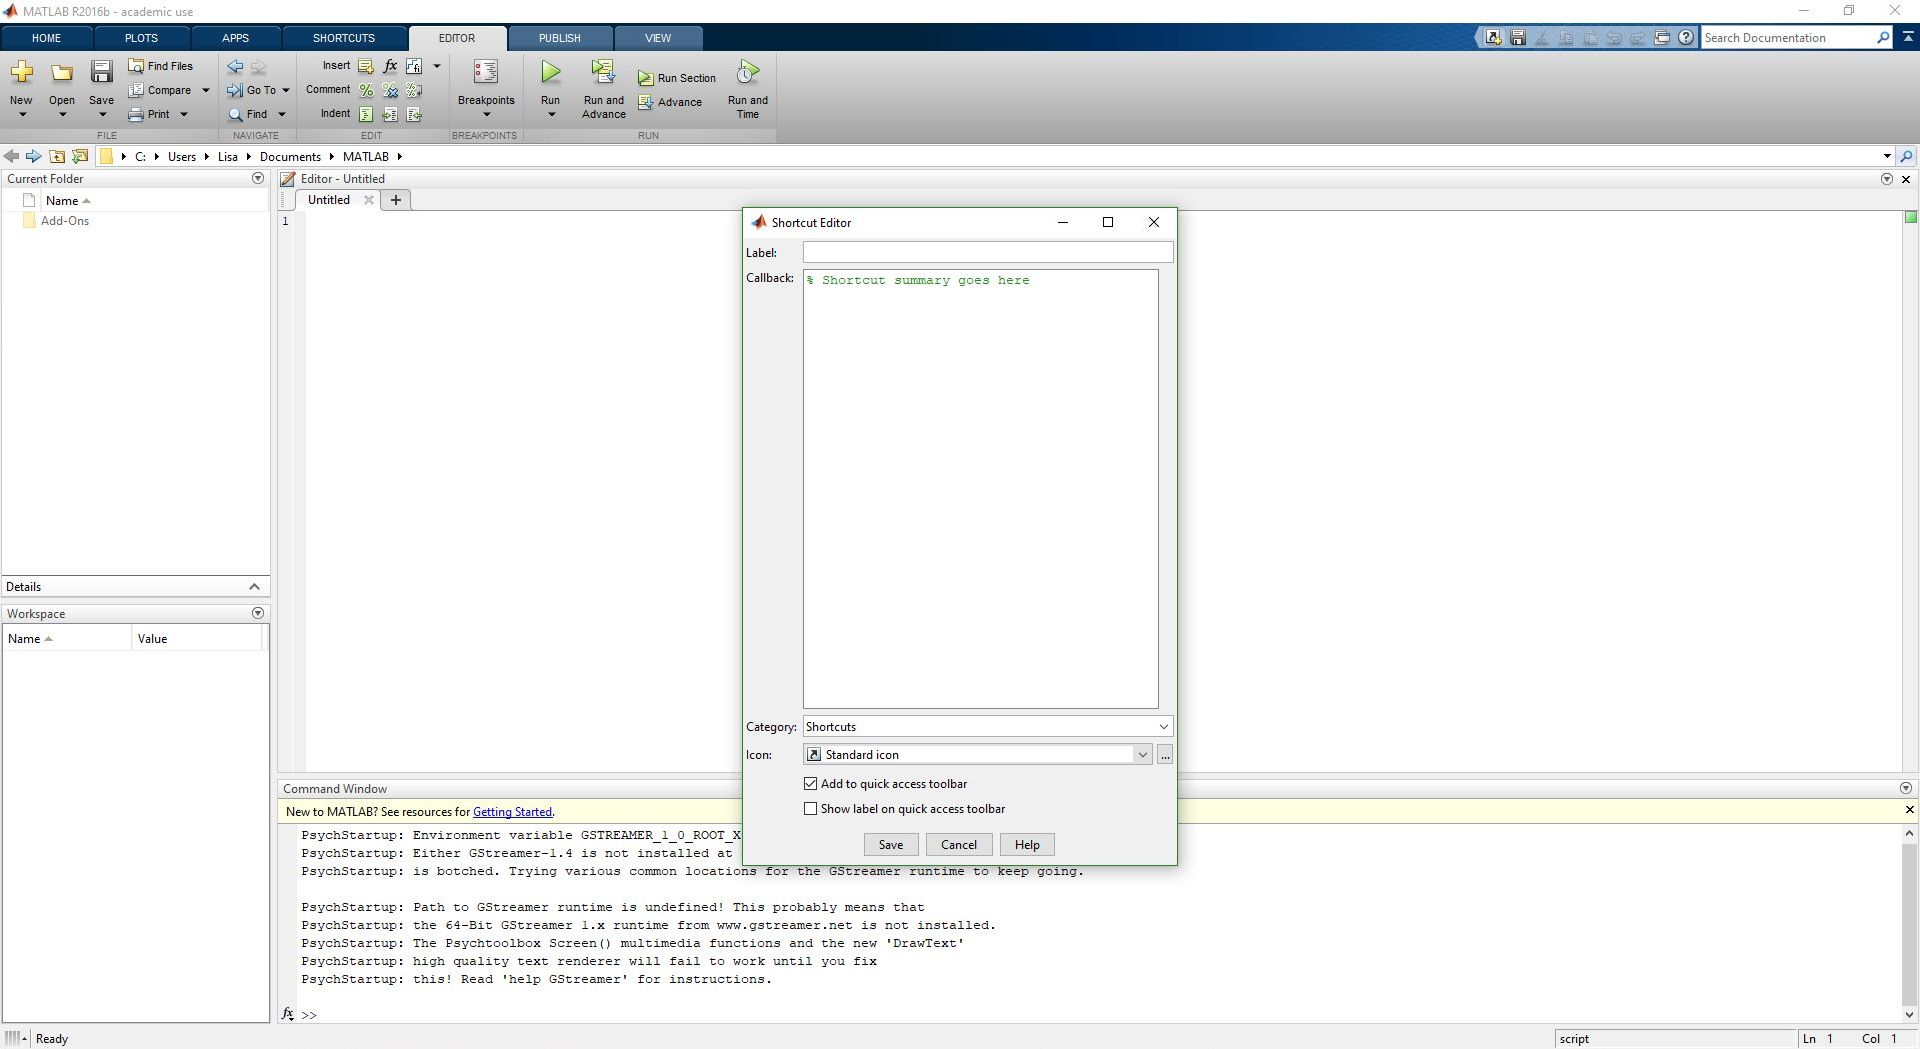 MATLAB R2016b - academic use
HOME PLOTS APPS SHORTCUTS EDITOR PUBLISH VIEW
Search Documentation
New Open Save
Find Files
Compare
Print
FILE
Go To
Find
NAVIGATE
Insert fx
Comment % %
Indent
EDIT
Breakpoints
BREAKPOINTS
Run
Run and Advance
Run Section
Advance
Run and Time
RUN
C: Users Lisa Documents MATLAB
Current Folder
Name
Add-Ons
Details
Workspace
Name Value
Editor - Untitled
Untitled +
1
Shortcut Editor
Label:
Callback: % Shortcut summary goes here
Category: Shortcuts
Icon: Standard icon ...
Add to quick access toolbar
Show label on quick access toolbar
Save Cancel Help
Command Window
New to MATLAB? See resources for Getting Started.
PsychStartup: Environment variable GSTREAMER_1_0_ROOT_X
PsychStartup: Either GStreamer-1.4 is not installed at
PsychStartup: is botched. Trying various common locations for the GStreamer runtime to keep going.
PsychStartup: Path to GStreamer runtime is undefined! This probably means that
PsychStartup: the 64-Bit GStreamer 1.x runtime from www.gstreamer.net is not installed.
PsychStartup: The Psychtoolbox Screen() multimedia functions and the new 'DrawText'
PsychStartup: high quality text renderer will fail to work until you fix
PsychStartup: this! Read 'help GStreamer' for instructions.
fx >>
Ready
script Ln 1 Col 1